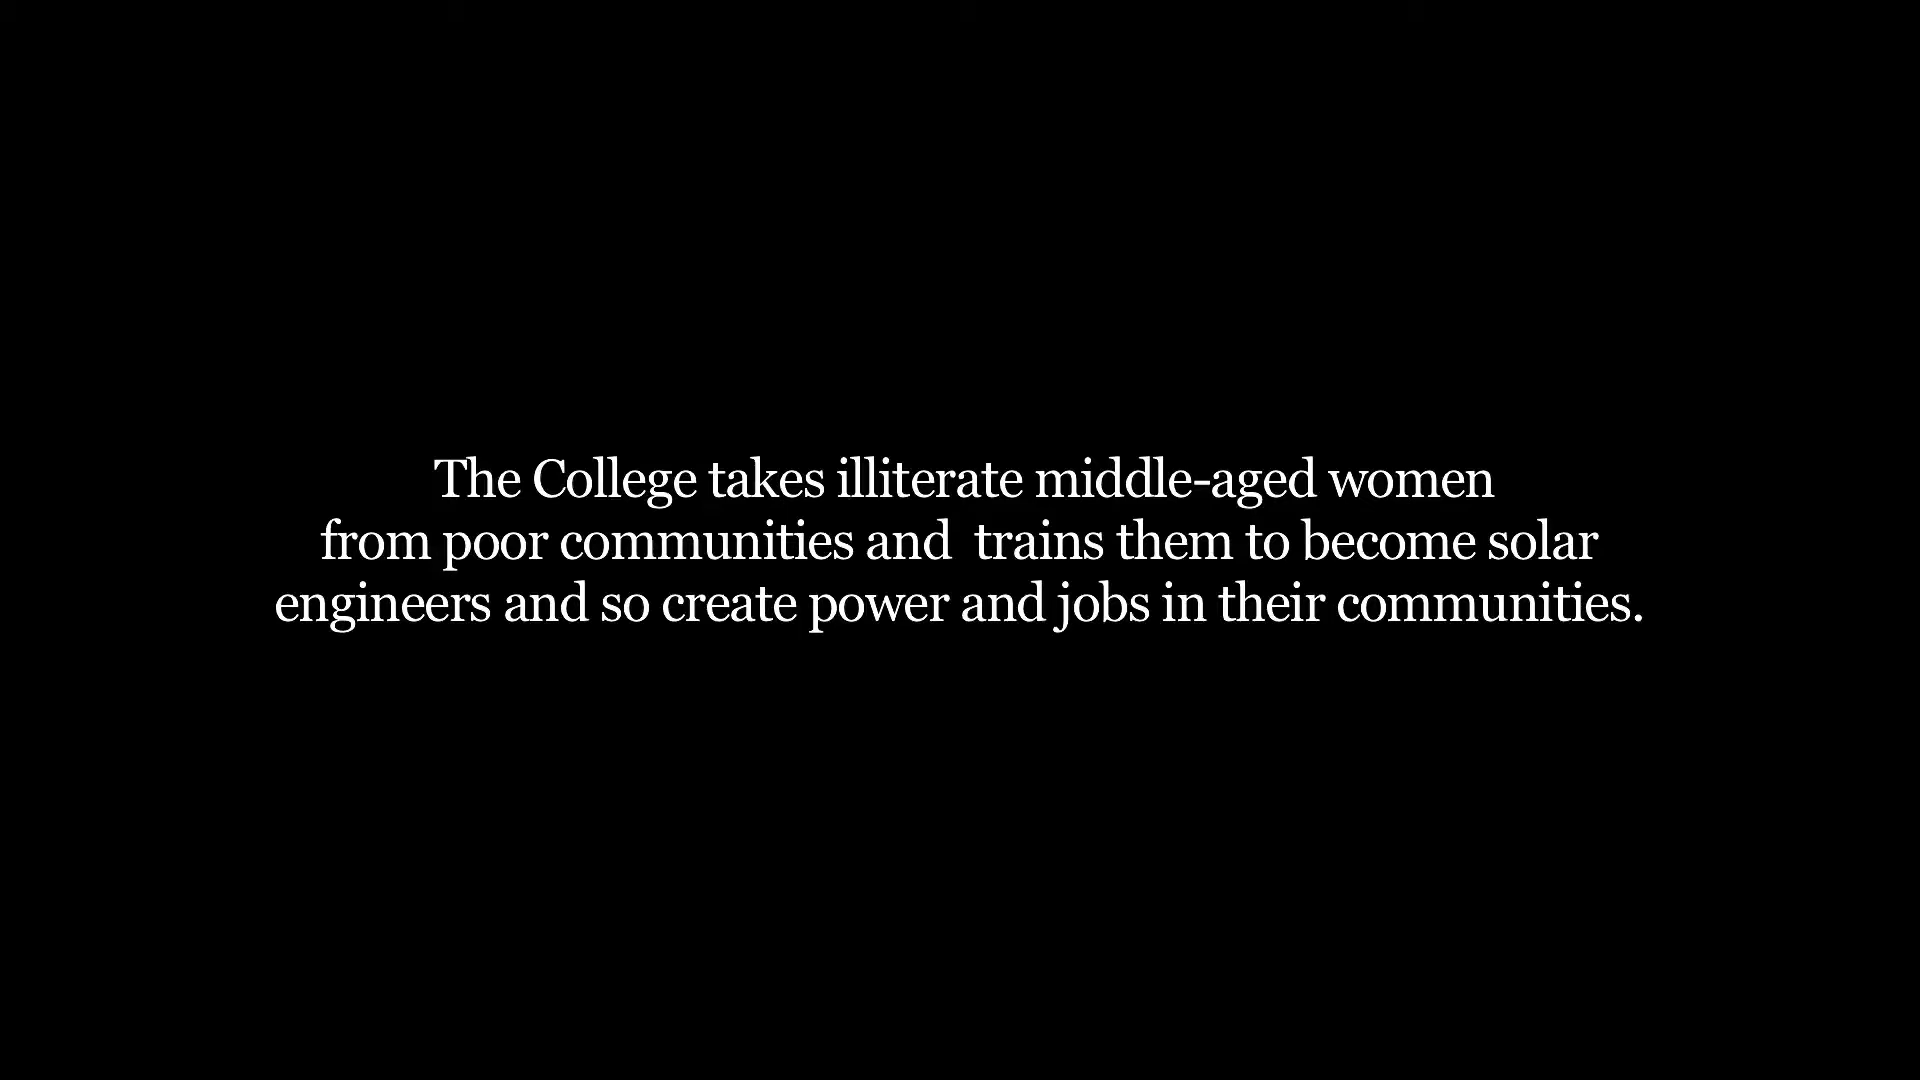 The College takes illiterate middle-aged women
from poor communities and  trains them to become solar
engineers and so create power and jobs in their communities.